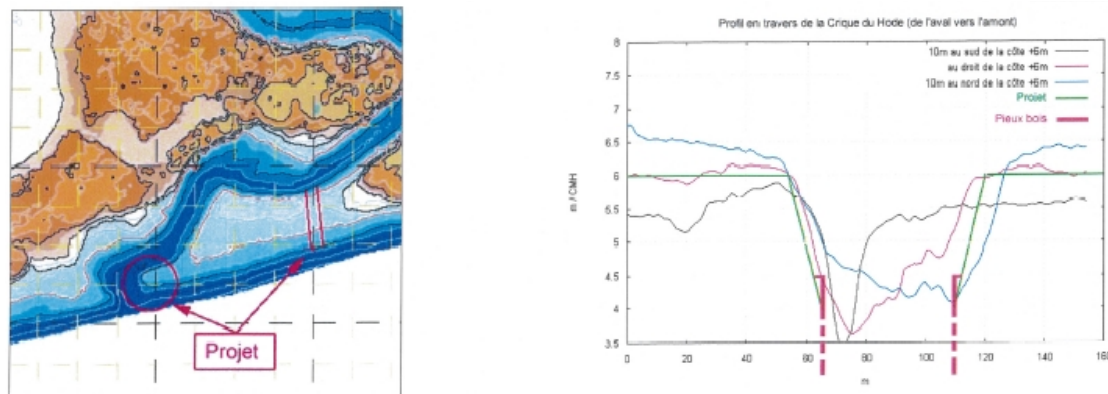 Projet
Profil en travers de la Crique du Hode (de l'aval vers l'amont)
10m au sud de la côte +6m
au droit de la côte +6m
10m au nord de la côte +6m
Projet
Pieux bois
m / CMH
8
7.5
7
6.5
6
5.5
5
4.5
4
3.5
0
20
40
60
80
100
120
140
160
m